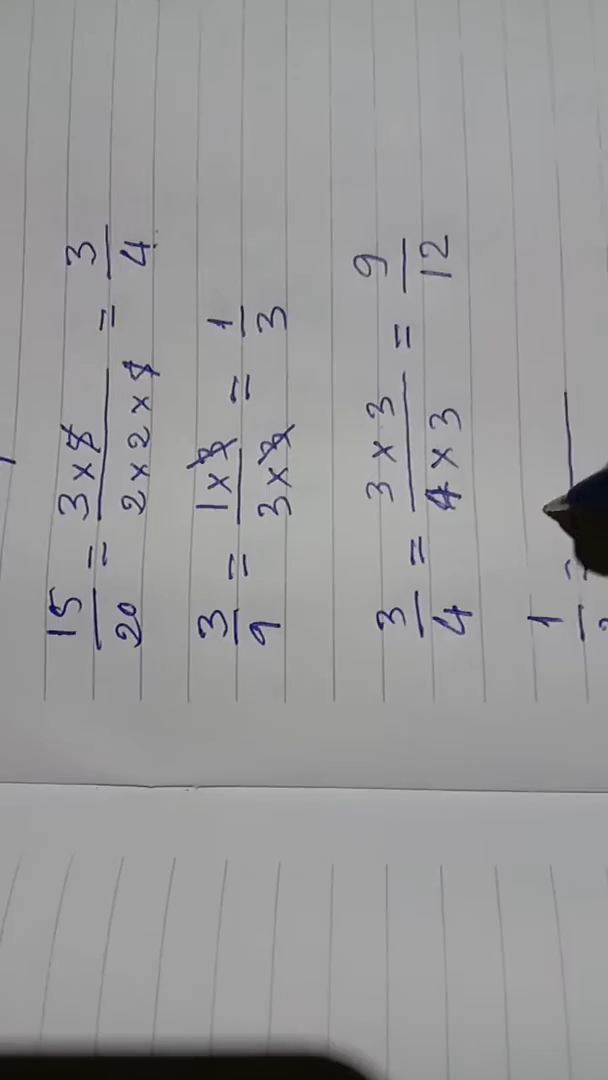 15/20 = 3 × 5 / 2 × 2 × 5 = 3/4
3/9 = 1 × 3 / 3 × 3 = 1/3
3/4 = 3 × 3 / 4 × 3 = 9/12
1/ =